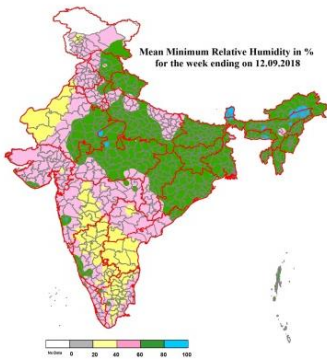 Mean Minimum Relative Humidity in %
for the week ending on 12.09.2018
No Data 0 20 40 60 80 100